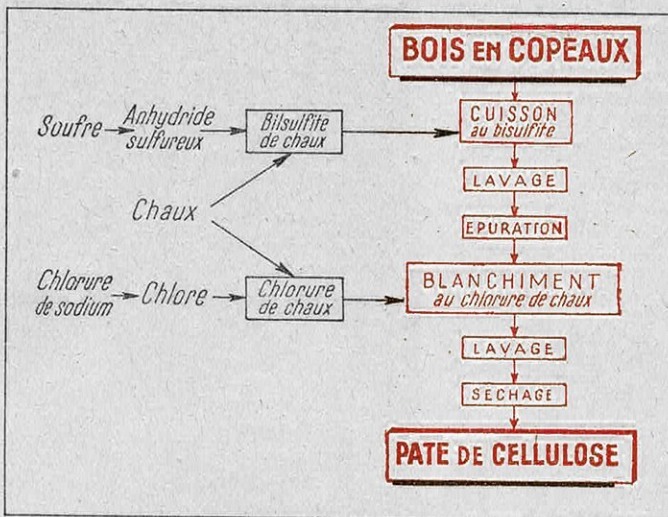 BOIS EN COPEAUX
Soufre
Anhydride
sulfureux
Bilsulfite
de chaux
CUISSON
au bisulfite
LAVAGE
Chaux
EPURATION
Chlorure
de sodium
Chlore
Chlorure
de chaux
BLANCHIMENT
au chlorure de chaux
LAVAGE
SECHAGE
PATE DE CELLULOSE